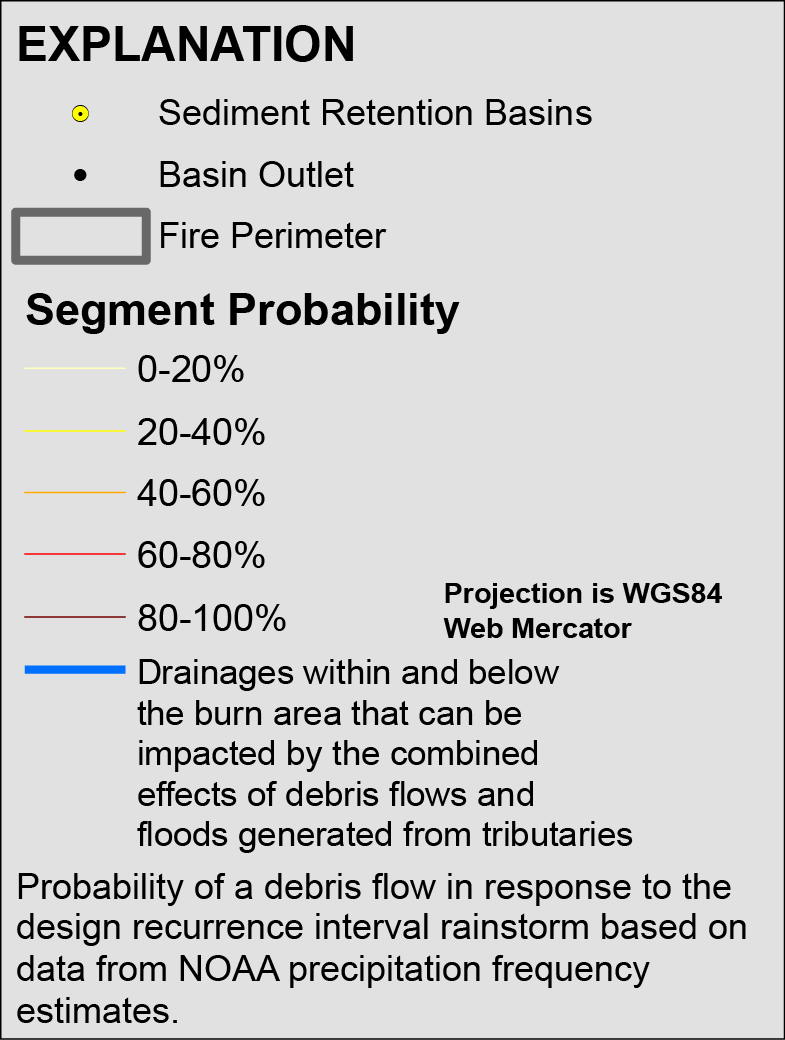 EXPLANATION
Sediment Retention Basins
Basin Outlet
Fire Perimeter
Segment Probability
0-20%
20-40%
40-60%
60-80%
80-100%
Projection is WGS84
Web Mercator
Drainages within and below
the burn area that can be
impacted by the combined
effects of debris flows and
floods generated from tributaries
Probability of a debris flow in response to the
design recurrence interval rainstorm based on
data from NOAA precipitation frequency
estimates.